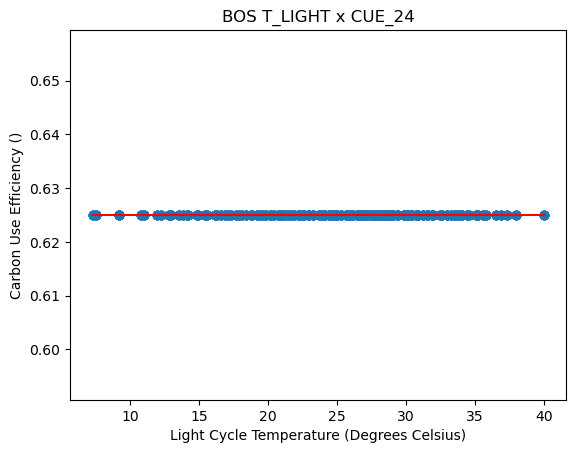 BOS T_LIGHT x CUE_24
Carbon Use Efficiency ()
0.65
0.64
0.63
0.62
0.61
0.60
10 15 20 25 30 35 40
Light Cycle Temperature (Degrees Celsius)